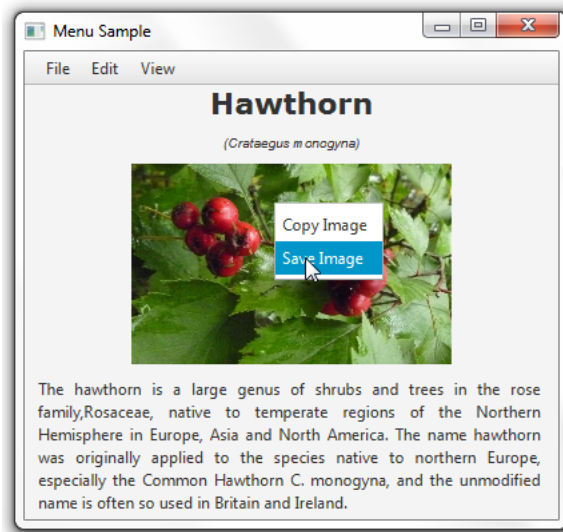 Menu Sample
File Edit View
Hawthorn
(Crataegus monogyna)
Copy Image
Save Image
The hawthorn is a large genus of shrubs and trees in the rose
family,Rosaceae, native to temperate regions of the Northern
Hemisphere in Europe, Asia and North America. The name hawthorn
was originally applied to the species native to northern Europe,
especially the Common Hawthorn C. monogyna, and the unmodified
name is often so used in Britain and Ireland.